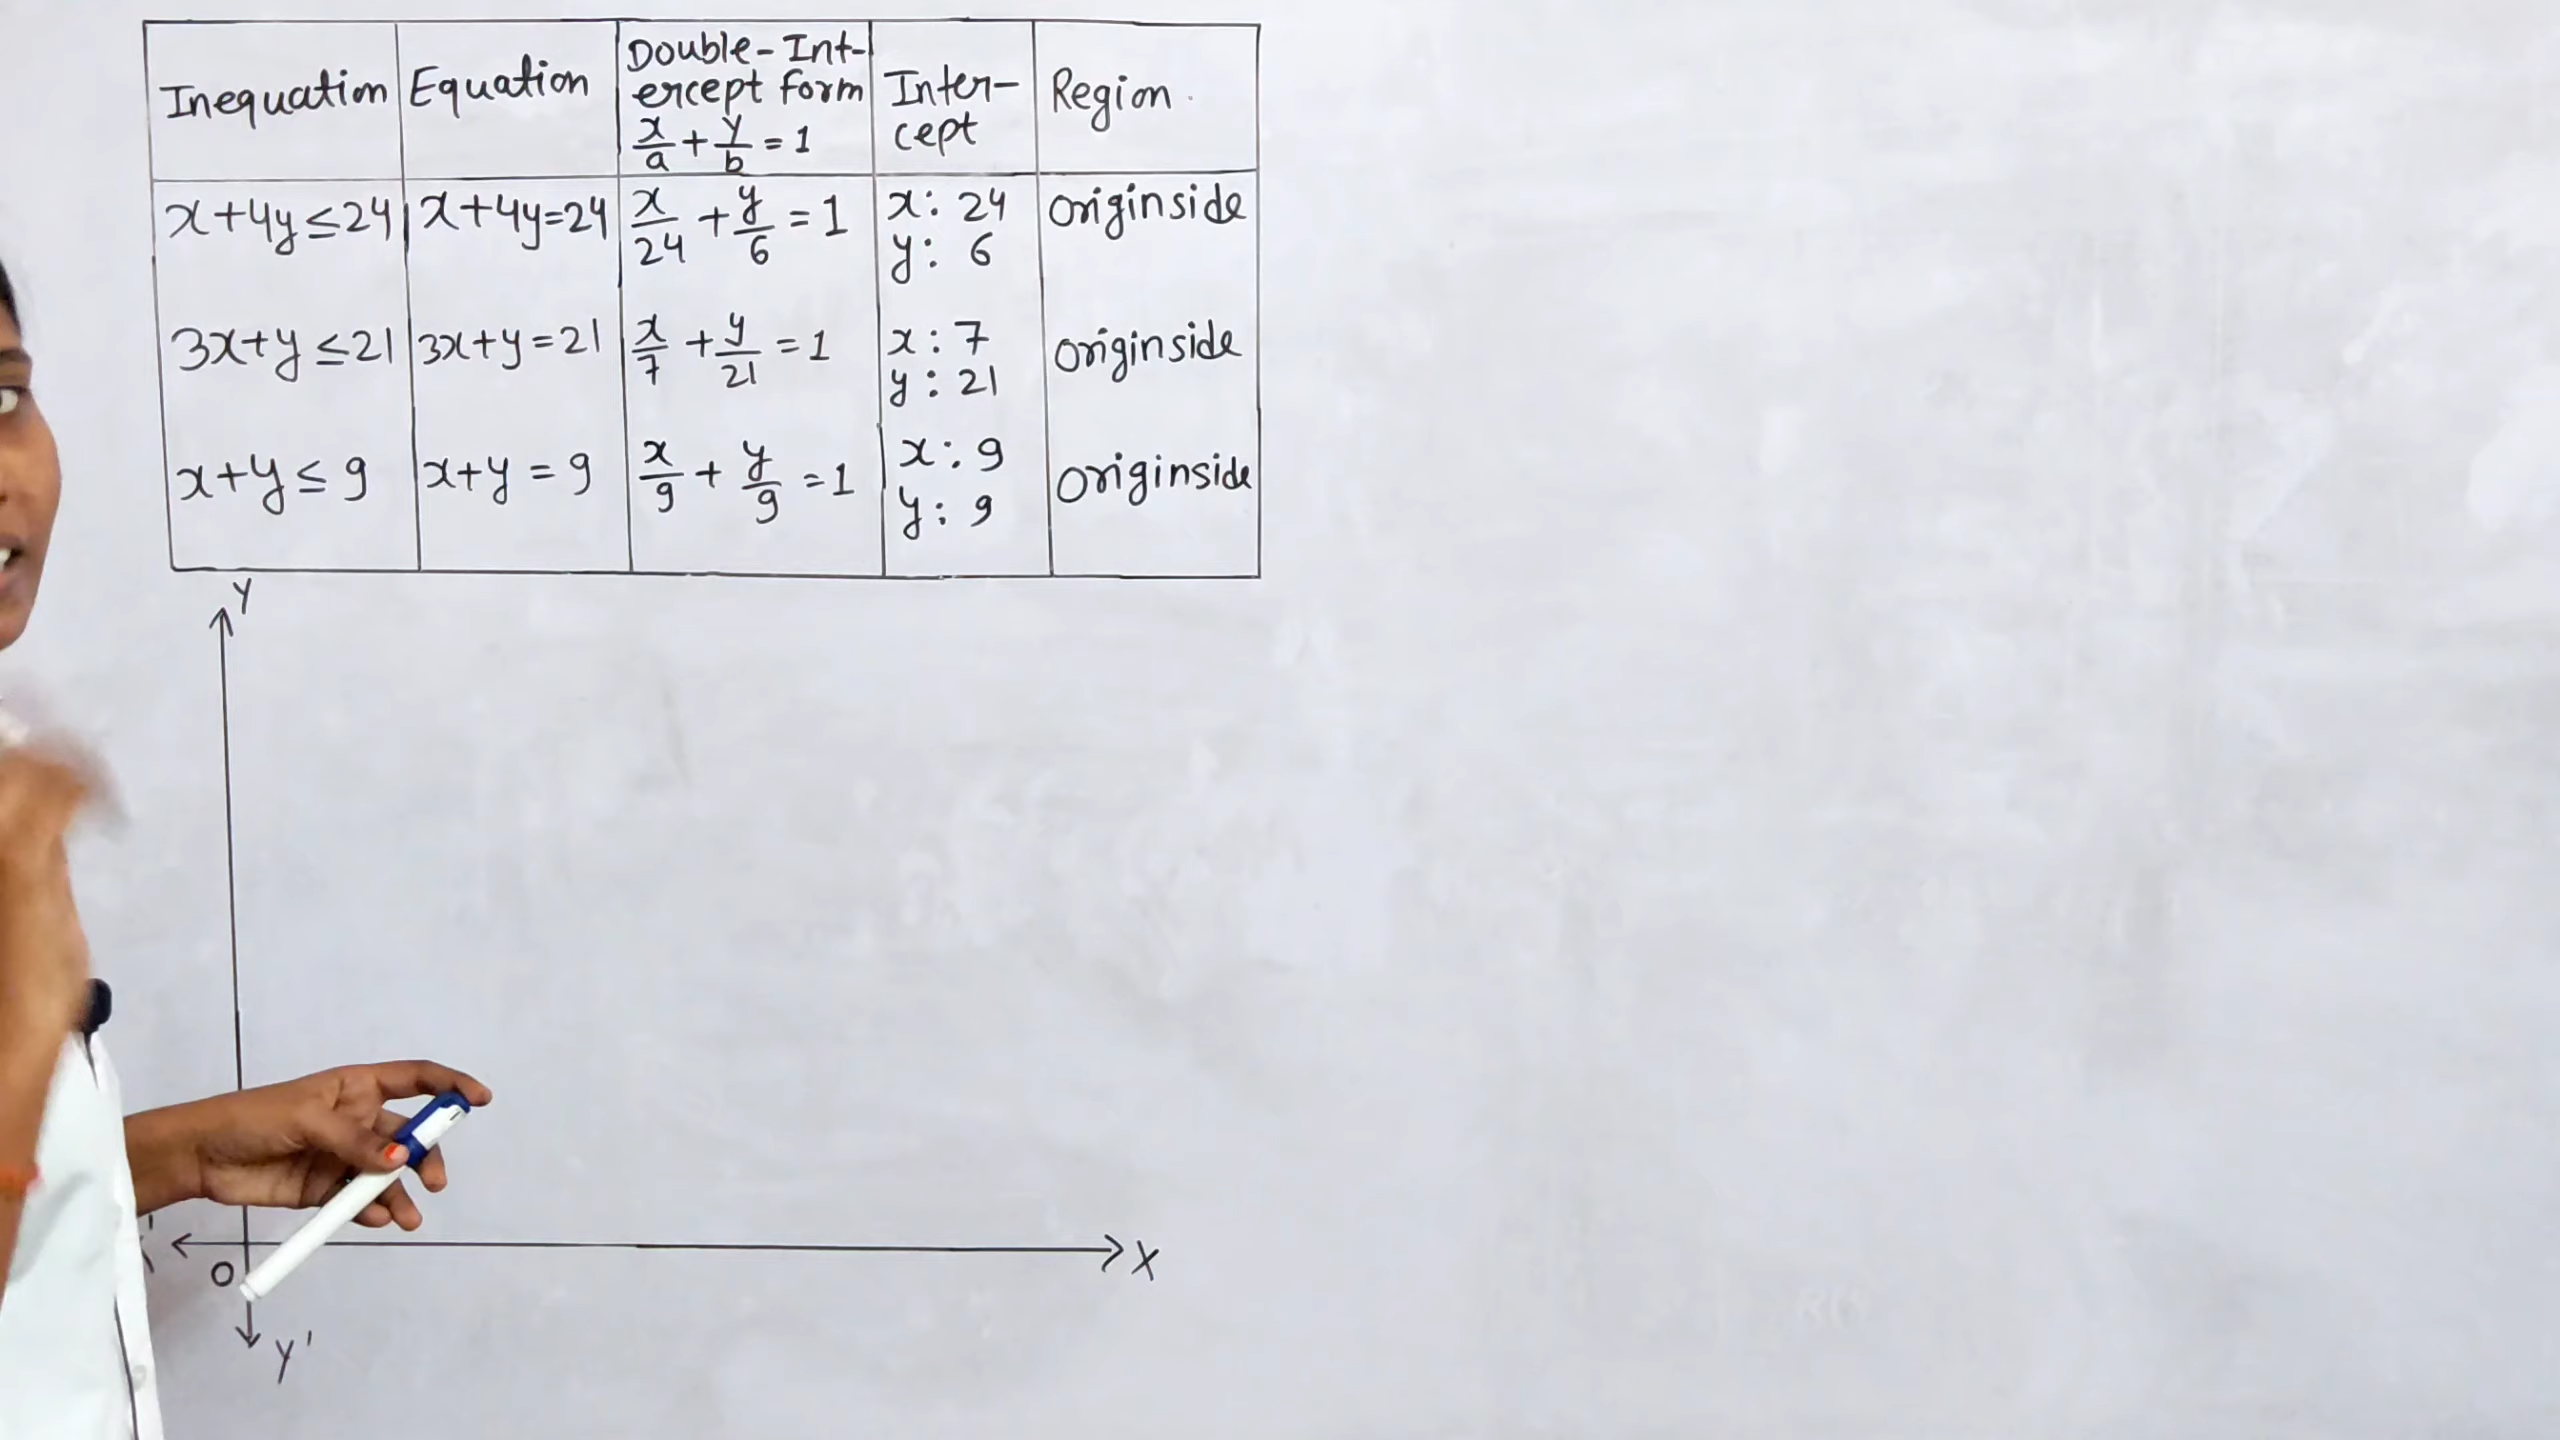 Inequation | Equation | Double-Int-ercept form x/a + y/b = 1 | Inter-cept | Region
x+4y≤24 | x+4y=24 | x/24 + y/6 = 1 | x: 24 y: 6 | originside
3x+y≤21 | 3x+y=21 | x/7 + y/21 = 1 | x: 7 y: 21 | originside
x+y≤9 | x+y=9 | x/9 + y/9 = 1 | x: 9 y: 9 | originside
Y
X
O
Y'